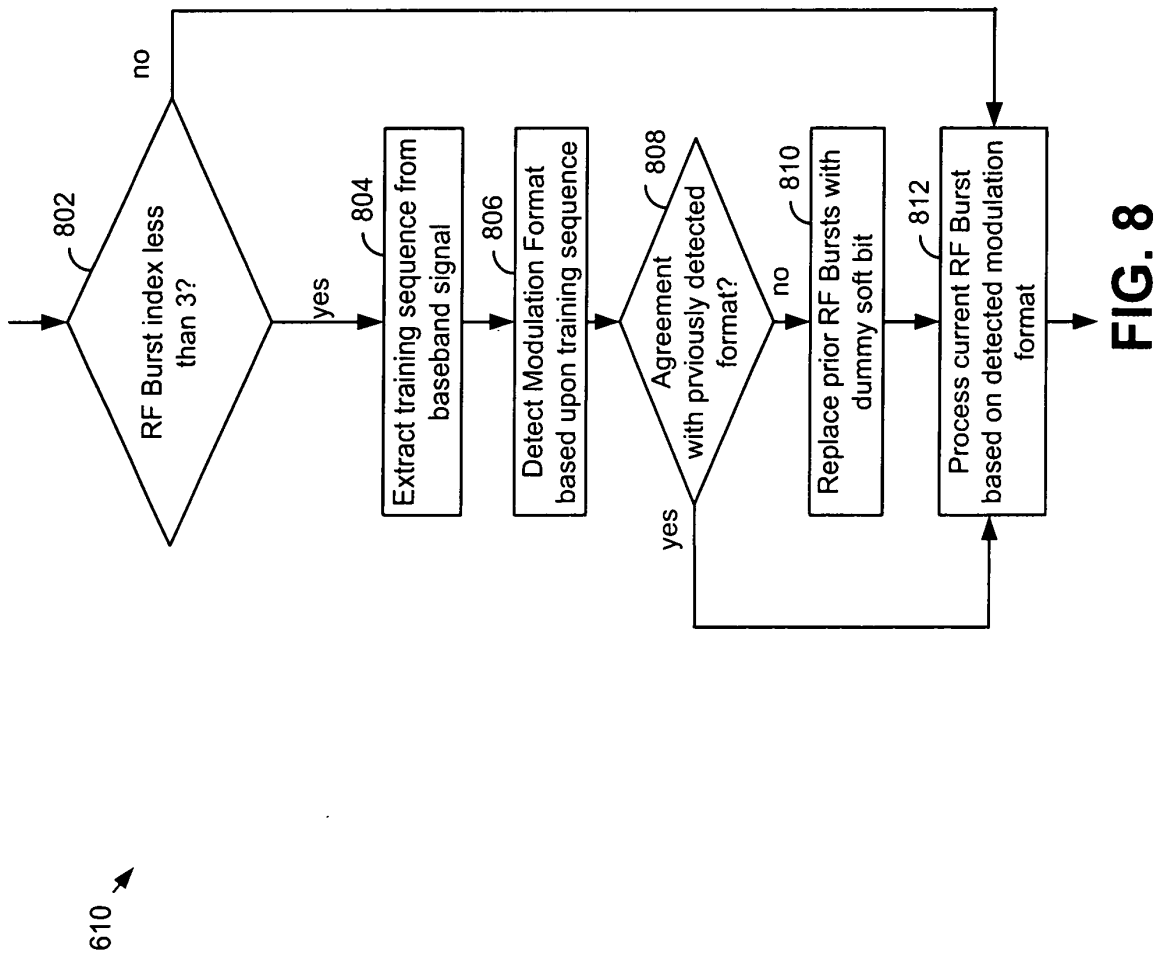 610
802
RF Burst index less
than 3?
no
yes
804
Extract training sequence from
baseband signal
806
Detect Modulation Format
based upon training sequence
808
Agreement
with prviously detected
format?
yes
no
810
Replace prior RF Bursts with
dummy soft bit
812
Process current RF Burst
based on detected modulation
format
FIG. 8